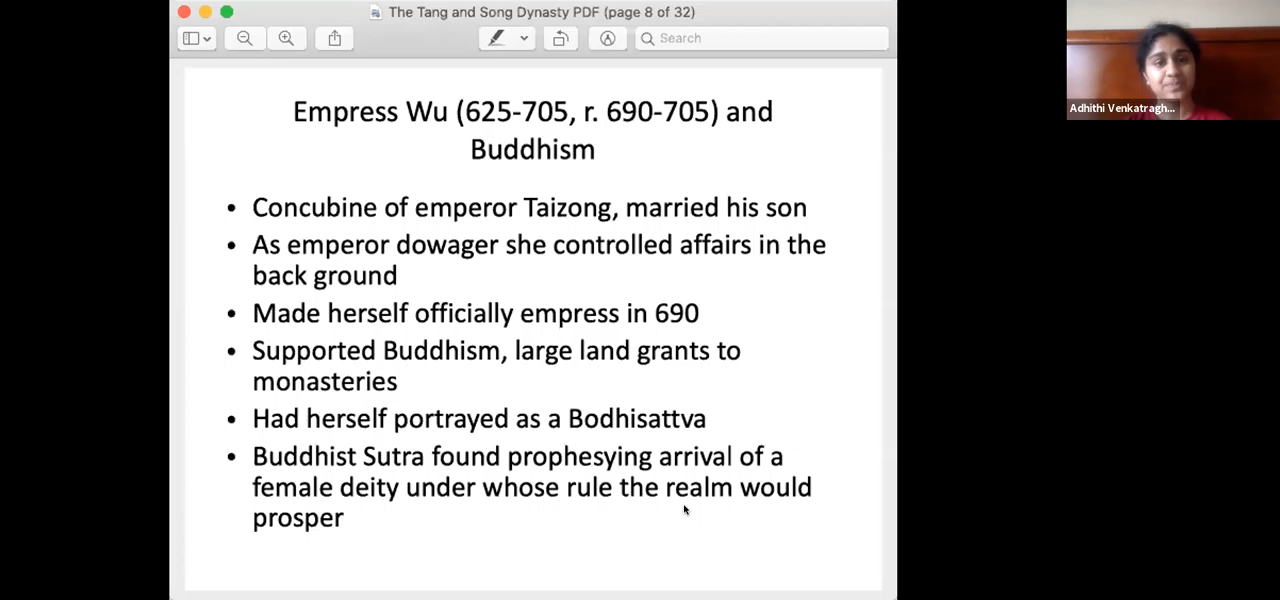 The Tang and Song Dynasty PDF (page 8 of 32)
Search
Adhithi Venkatragh...
Empress Wu (625-705, r. 690-705) and
Buddhism
• Concubine of emperor Taizong, married his son
• As emperor dowager she controlled affairs in the
back ground
• Made herself officially empress in 690
• Supported Buddhism, large land grants to
monasteries
• Had herself portrayed as a Bodhisattva
• Buddhist Sutra found prophesying arrival of a
female deity under whose rule the realm would
prosper